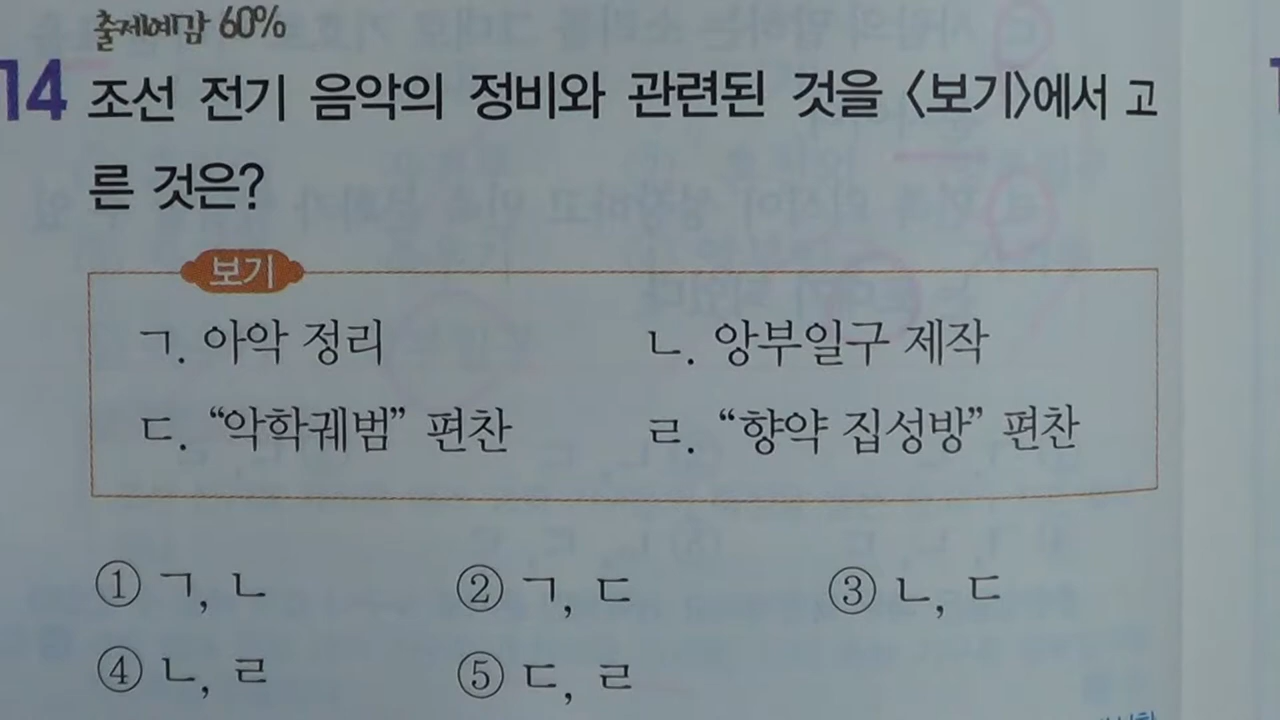 출제예감 60%
14 조선 전기 음악의 정비와 관련된 것을 〈보기〉에서 고
른 것은?
보기
ㄱ. 아악 정리 ㄴ. 앙부일구 제작
ㄷ. “악학궤범” 편찬 ㄹ. “향약 집성방” 편찬
① ㄱ, ㄴ ② ㄱ, ㄷ ③ ㄴ, ㄷ
④ ㄴ, ㄹ ⑤ ㄷ, ㄹ